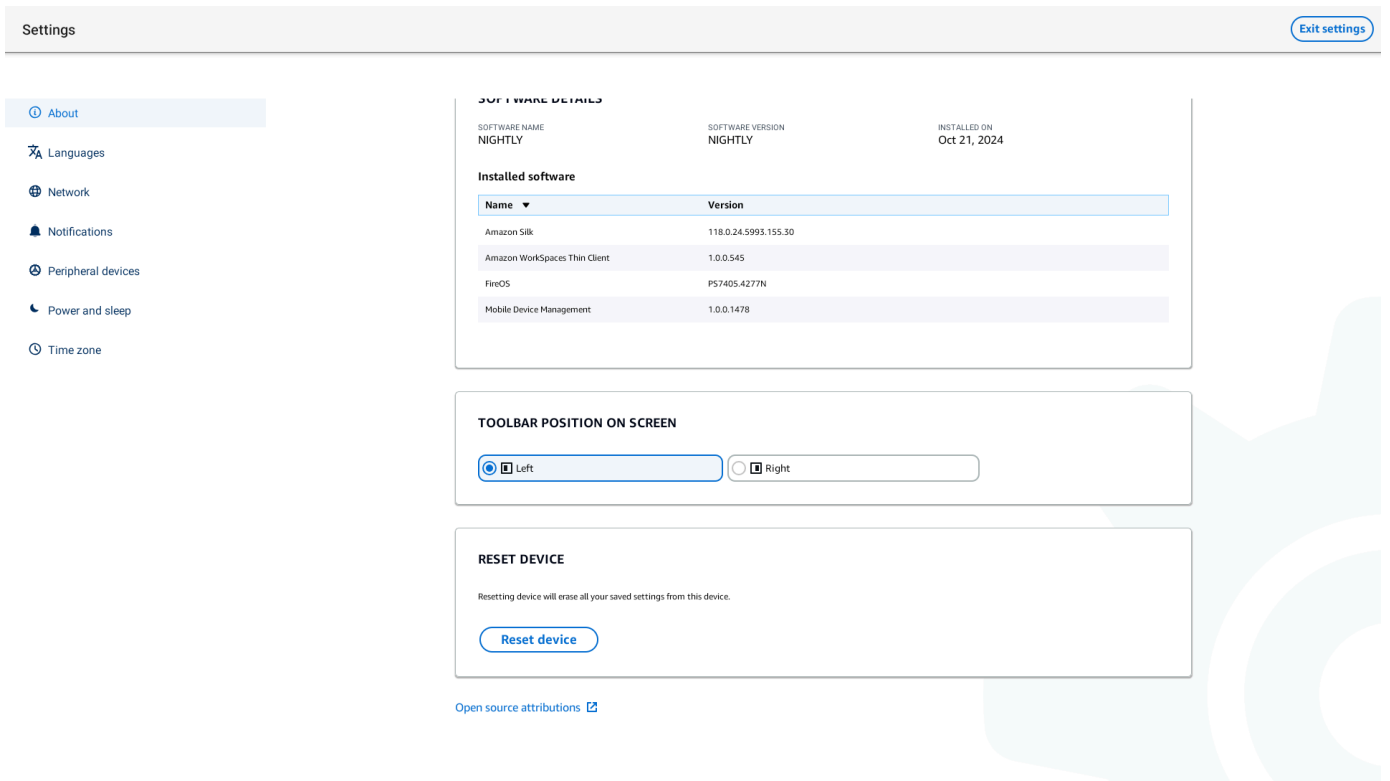 Settings
Exit settings
About
Languages
Network
Notifications
Peripheral devices
Power and sleep
Time zone
SOFTWARE DETAILS
SOFTWARE NAME SOFTWARE VERSION INSTALLED ON
NIGHTLY NIGHTLY Oct 21, 2024
Installed software
Name Version
Amazon Silk 118.0.24.5993.155.30
Amazon WorkSpaces Thin Client 1.0.0.545
FireOS PS7405.4277N
Mobile Device Management 1.0.0.1478
TOOLBAR POSITION ON SCREEN
Left Right
RESET DEVICE
Resetting device will erase all your saved settings from this device.
Reset device
Open source attributions